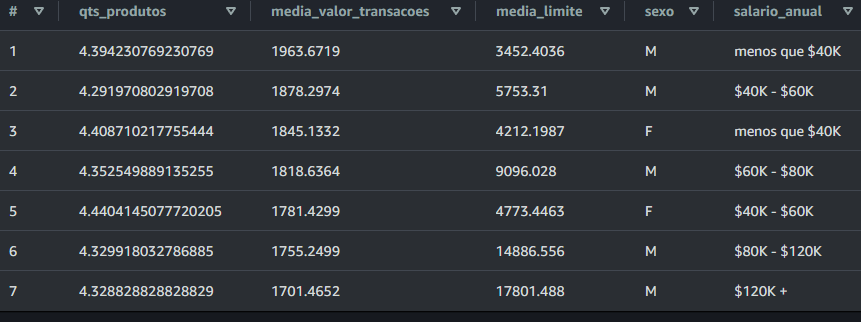 # qts_produtos media_valor_transacoes media_limite sexo salario_anual
1 4.394230769230769 1963.6719 3452.4036 M menos que $40K
2 4.291970802919708 1878.2974 5753.31 M $40K - $60K
3 4.408710217755444 1845.1332 4212.1987 F menos que $40K
4 4.352549889135255 1818.6364 9096.028 M $60K - $80K
5 4.4404145077720205 1781.4299 4773.4463 F $40K - $60K
6 4.329918032786885 1755.2499 14886.556 M $80K - $120K
7 4.328828828828829 1701.4652 17801.488 M $120K +